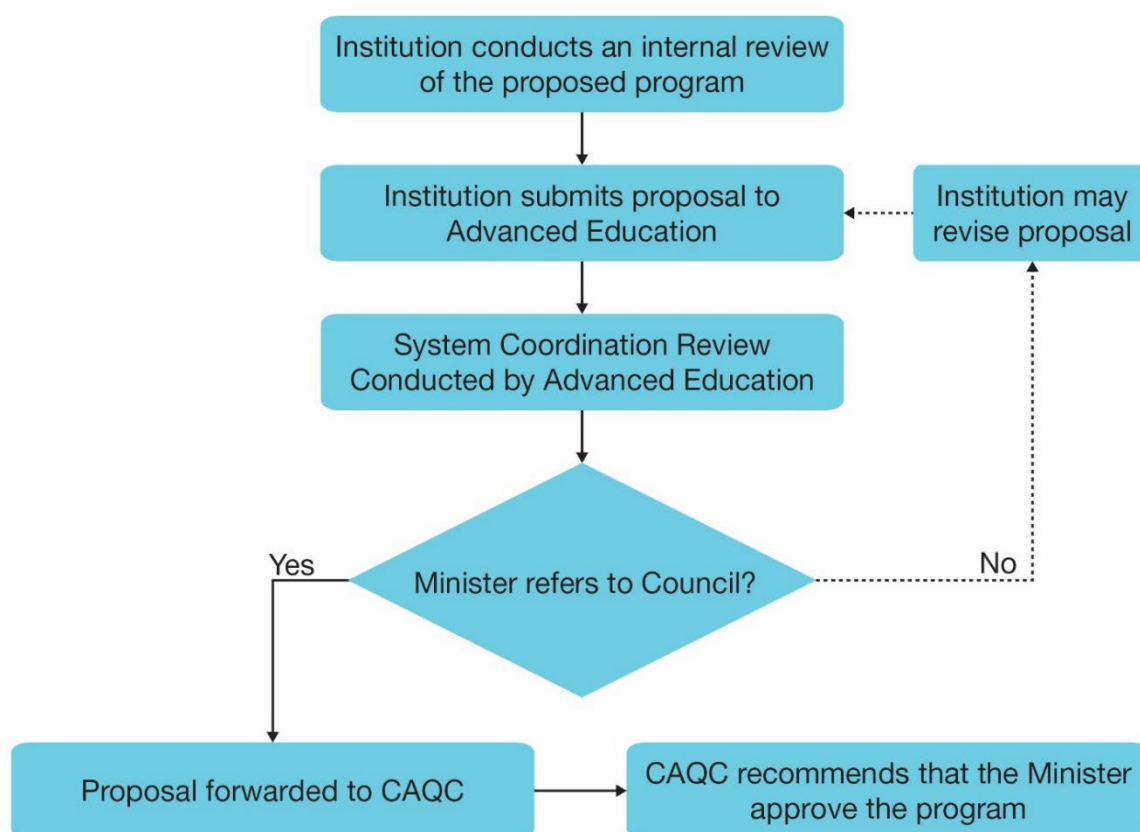 Institution conducts an internal review
of the proposed program
Institution submits proposal to
Advanced Education
Institution may
revise proposal
System Coordination Review
Conducted by Advanced Education
Yes
Minister refers to Council?
No
Proposal forwarded to CAQC
CAQC recommends that the Minister
approve the program